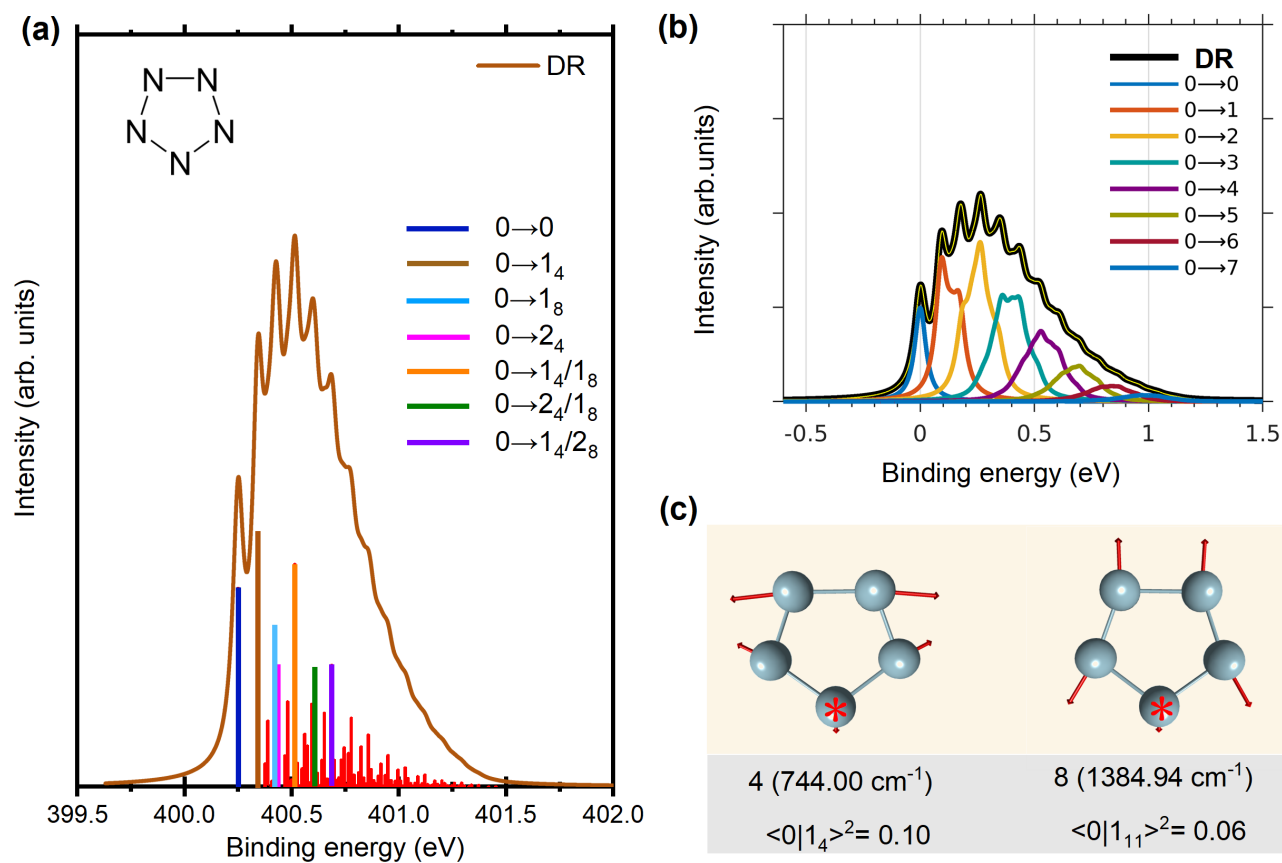 (a)
DR
N N
N N
N
0→0
0→1₄
0→1₈
0→2₄
0→1₄/1₈
0→2₄/1₈
0→1₄/2₈
Intensity (arb. units)
399.5 400.0 400.5 401.0 401.5 402.0
Binding energy (eV)
(b)
DR
0→0
0→1
0→2
0→3
0→4
0→5
0→6
0→7
Intensity (arb.units)
-0.5 0 0.5 1 1.5
Binding energy (eV)
(c)
* *
4 (744.00 cm⁻¹) 8 (1384.94 cm⁻¹)
<0|1₄>²= 0.10 <0|1₁₁>²= 0.06